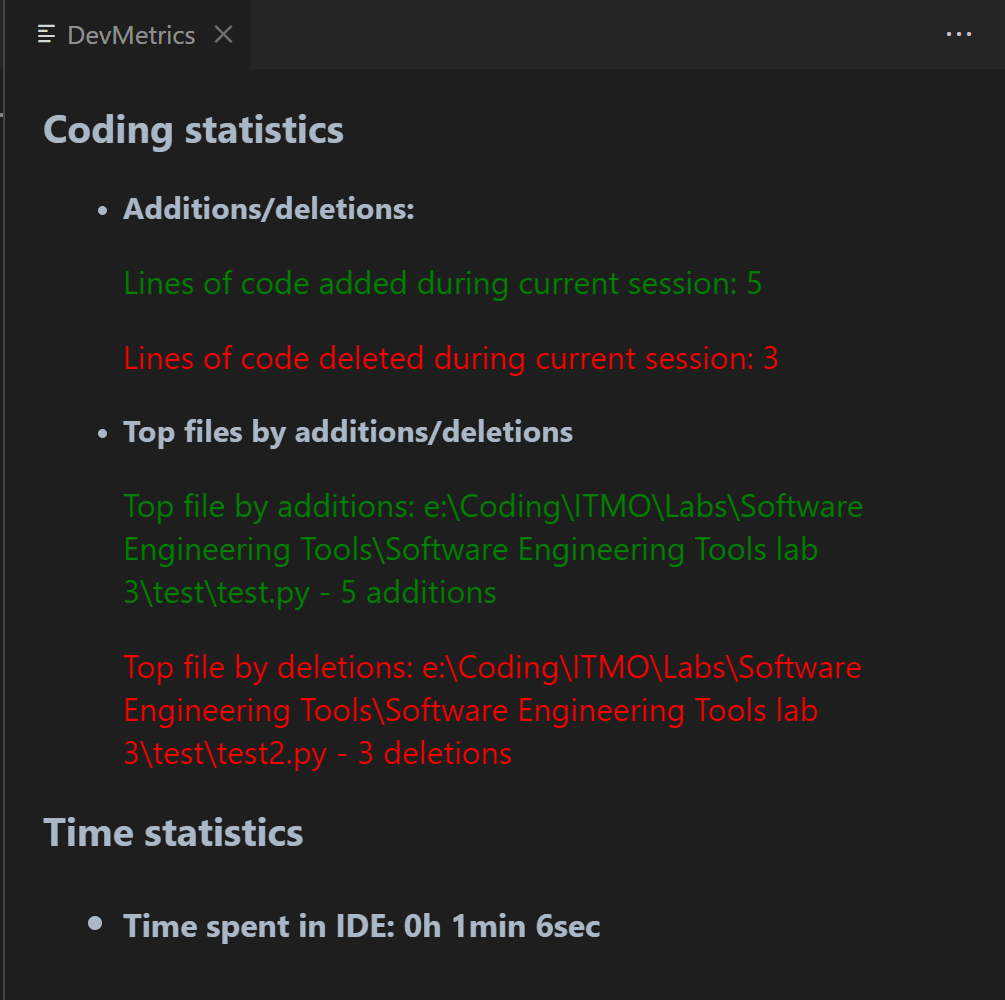 DevMetrics
Coding statistics
Additions/deletions:
Lines of code added during current session: 5
Lines of code deleted during current session: 3
Top files by additions/deletions
Top file by additions: e:\Coding\ITMO\Labs\Software
Engineering Tools\Software Engineering Tools lab
3\test\test.py - 5 additions
Top file by deletions: e:\Coding\ITMO\Labs\Software
Engineering Tools\Software Engineering Tools lab
3\test\test2.py - 3 deletions
Time statistics
Time spent in IDE: 0h 1min 6sec